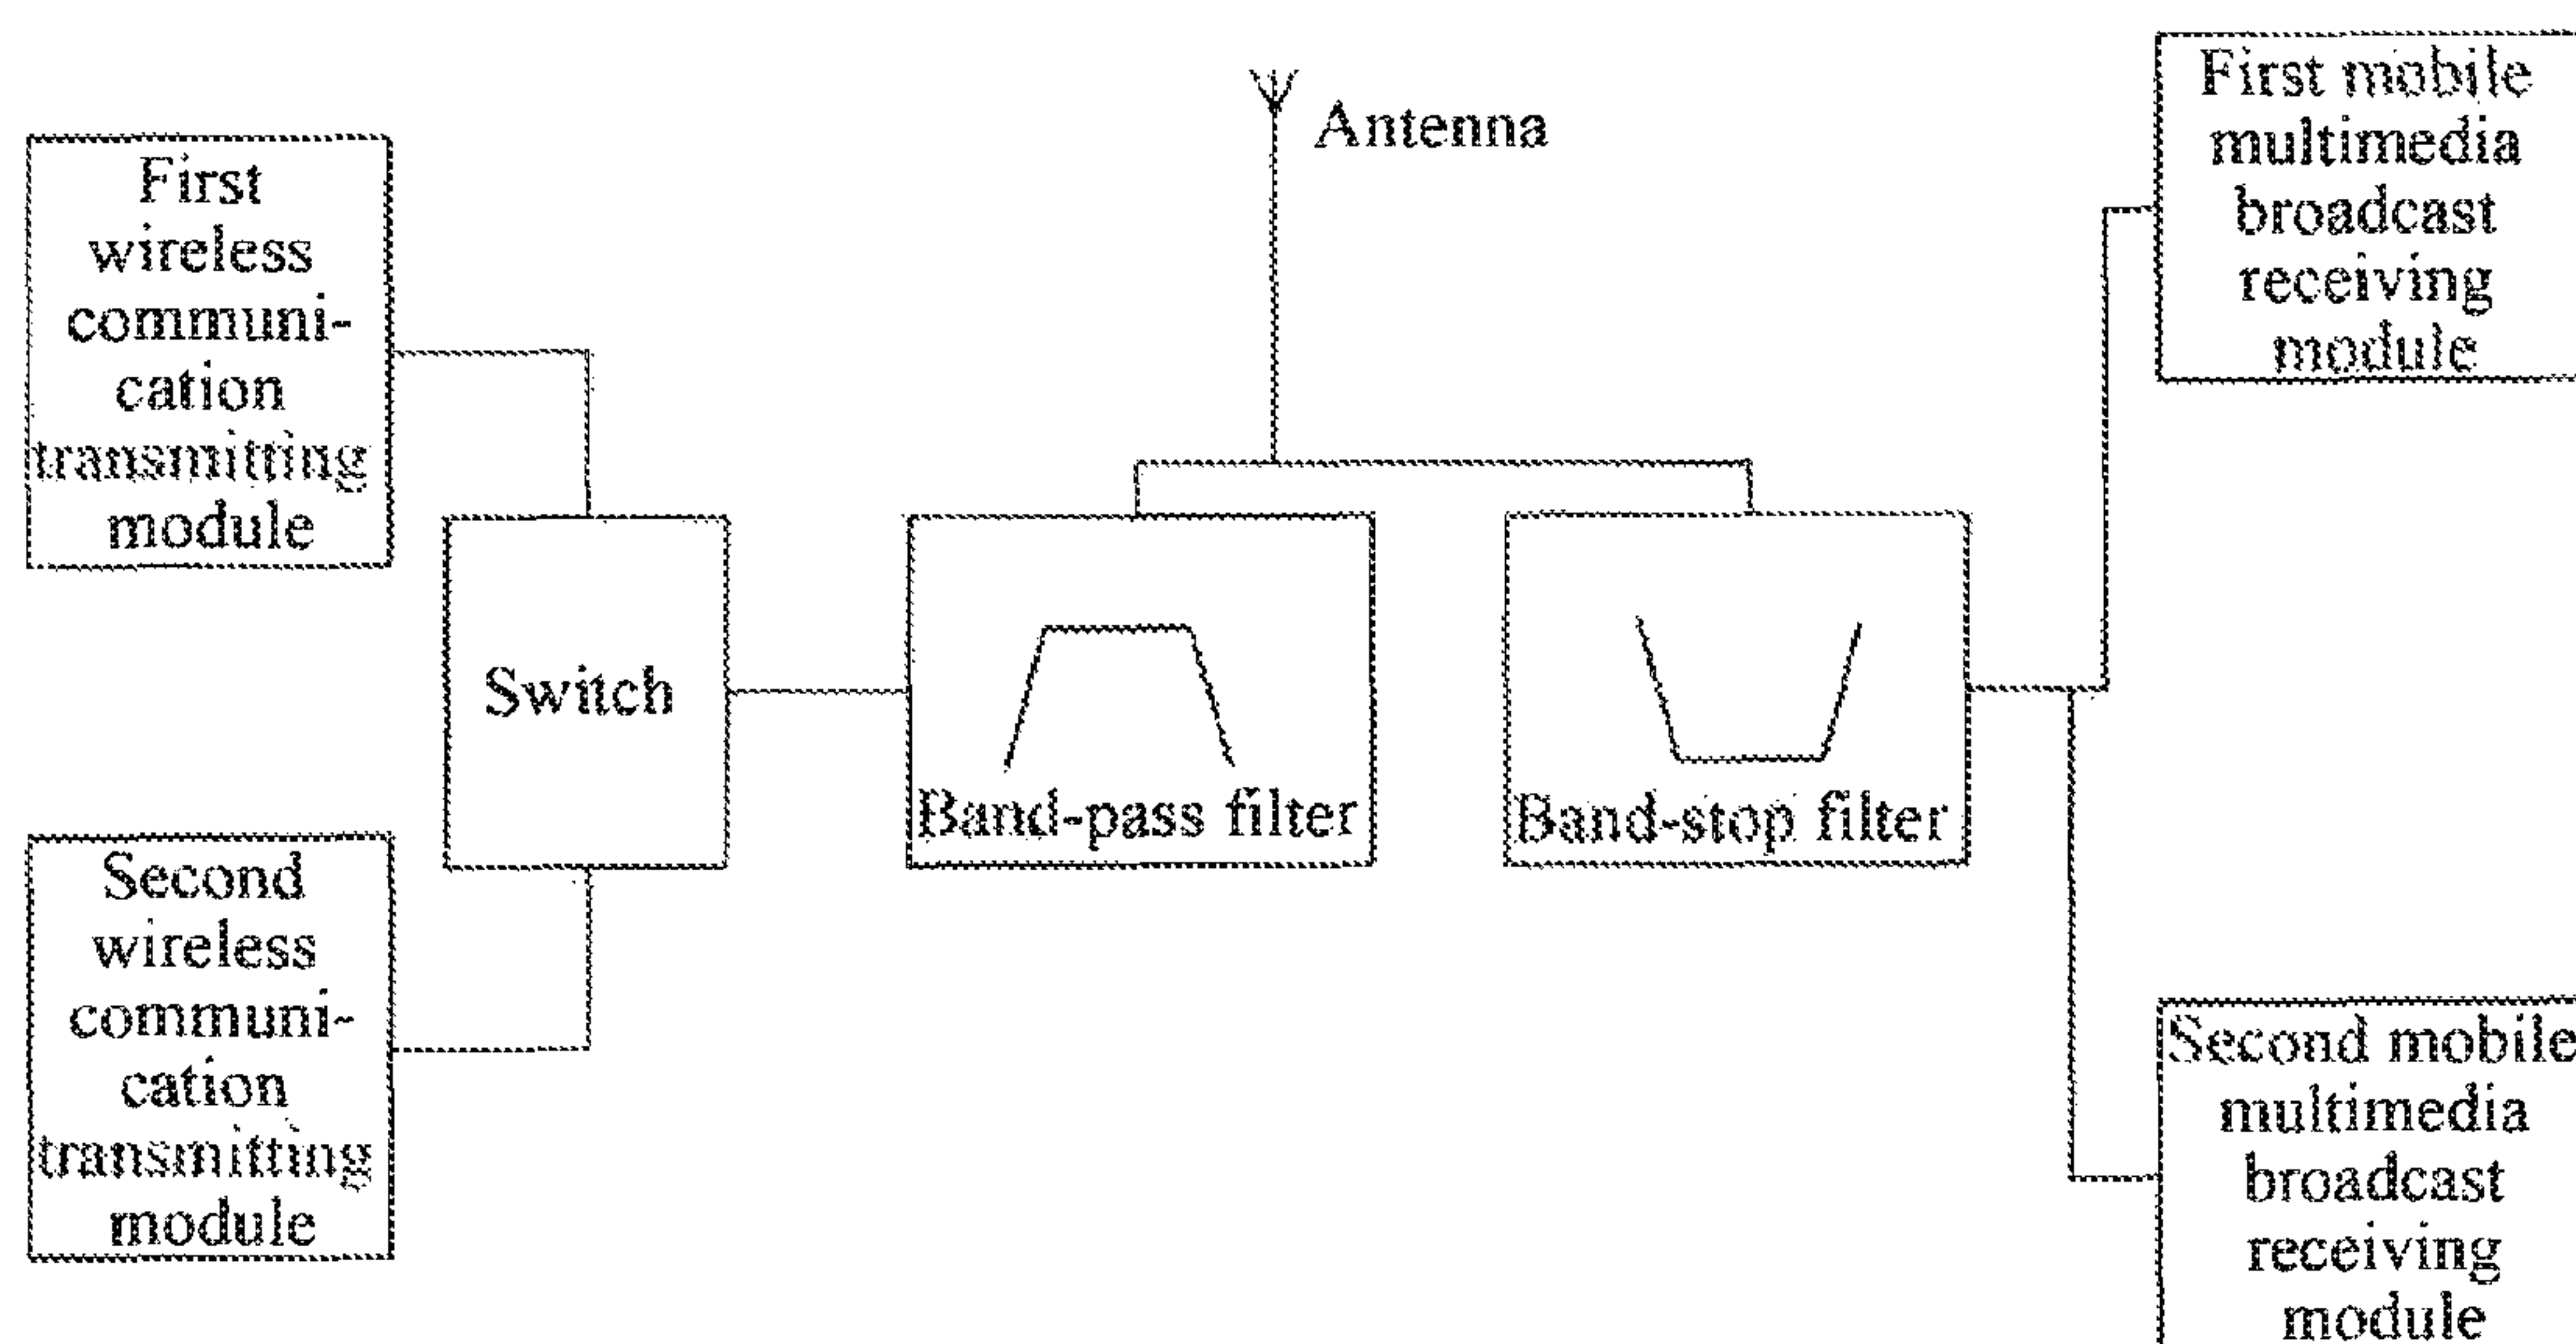 First
wireless
communi-
cation
transmitting
module
Second
wireless
communi-
cation
transmitting
module
Switch
Antenna
Band-pass filter
Band-stop filter
First mobile
multimedia
broadcast
receiving
module
Second mobile
multimedia
broadcast
receiving
module